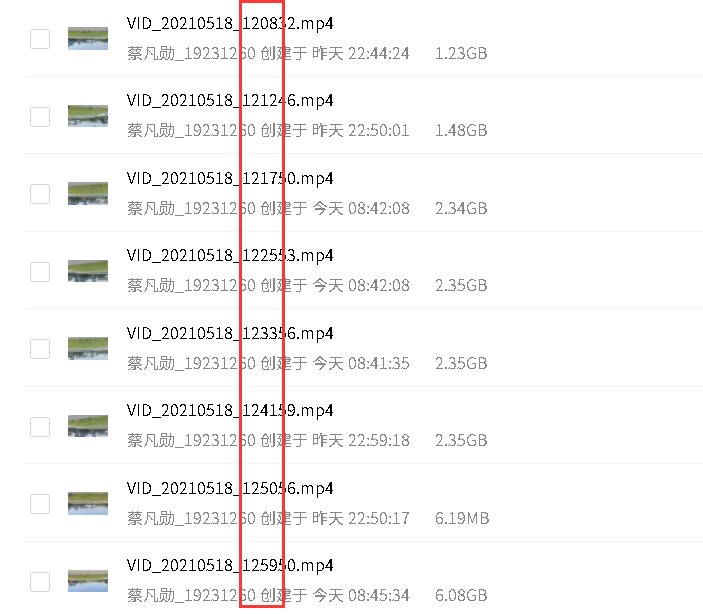 VID_20210518_120832.mp4
蔡凡勋_19231260 创建于 昨天 22:44:24 1.23GB
VID_20210518_121246.mp4
蔡凡勋_19231260 创建于 昨天 22:50:01 1.48GB
VID_20210518_121750.mp4
蔡凡勋_19231260 创建于 今天 08:42:08 2.34GB
VID_20210518_122553.mp4
蔡凡勋_19231260 创建于 今天 08:42:08 2.35GB
VID_20210518_123356.mp4
蔡凡勋_19231260 创建于 今天 08:41:35 2.35GB
VID_20210518_124159.mp4
蔡凡勋_19231260 创建于 昨天 22:59:18 2.35GB
VID_20210518_125056.mp4
蔡凡勋_19231260 创建于 昨天 22:50:17 6.19MB
VID_20210518_125950.mp4
蔡凡勋_19231260 创建于 今天 08:45:34 6.08GB